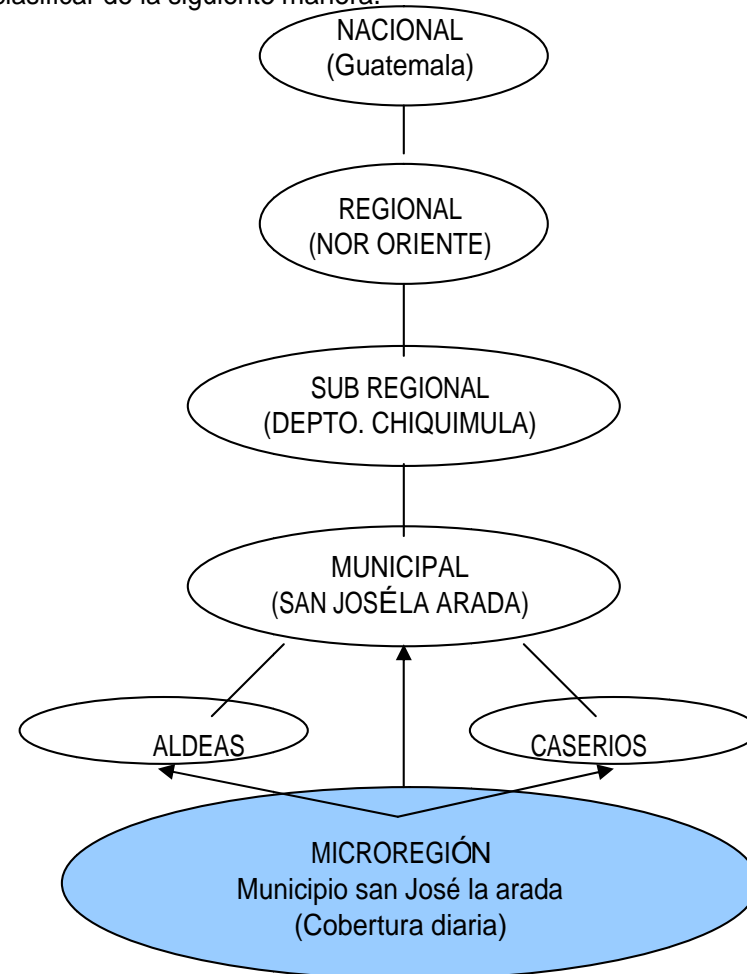 clasificar de la siguiente manera:
NACIONAL
(Guatemala)
REGIONAL
(NOR ORIENTE)
SUB REGIONAL
(DEPTO. CHIQUIMULA)
MUNICIPAL
(SAN JOSÉLA ARADA)
ALDEAS
CASERIOS
MICROREGIÓN
Municipio san José la arada
(Cobertura diaria)